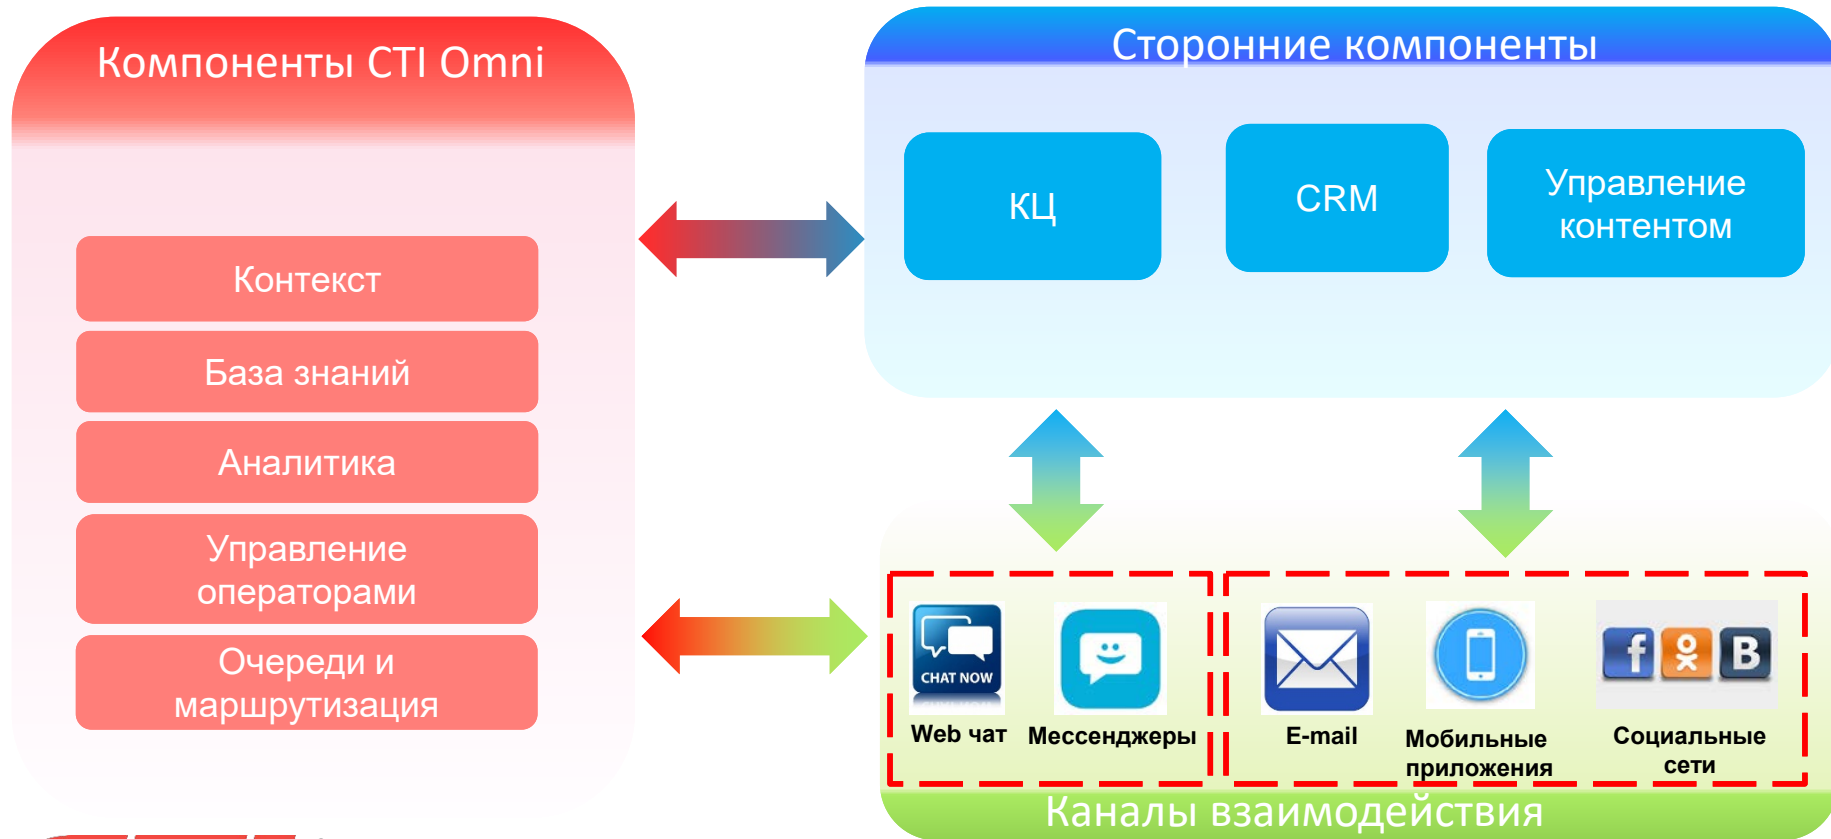 Компоненты CTI Omni
Контекст
База знаний
Аналитика
Управление
операторами
Очереди и
маршрутизация
Сторонние компоненты
КЦ
CRM
Управление
контентом
CHAT NOW
Web чат
Мессенджеры
E-mail
Мобильные
приложения
f
B
Социальные
сети
Каналы взаимодействия